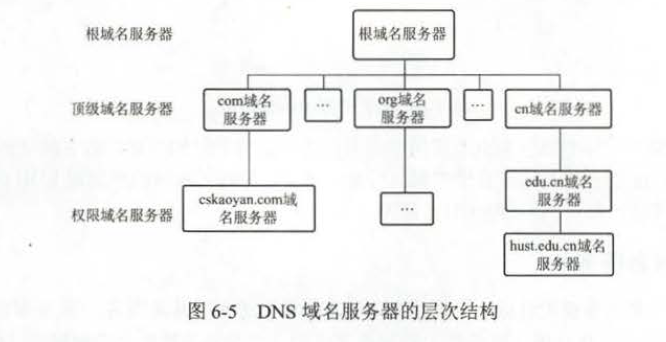 根域名服务器
根域名服务器
顶级域名服务器
com域名
服务器
...
org域名
服务器
...
cn域名服务器
权限域名服务器
cskaoyan.com域
名服务器
...
edu.cn域名
服务器
hust.edu.cn域名
服务器
图 6-5 DNS 域名服务器的层次结构